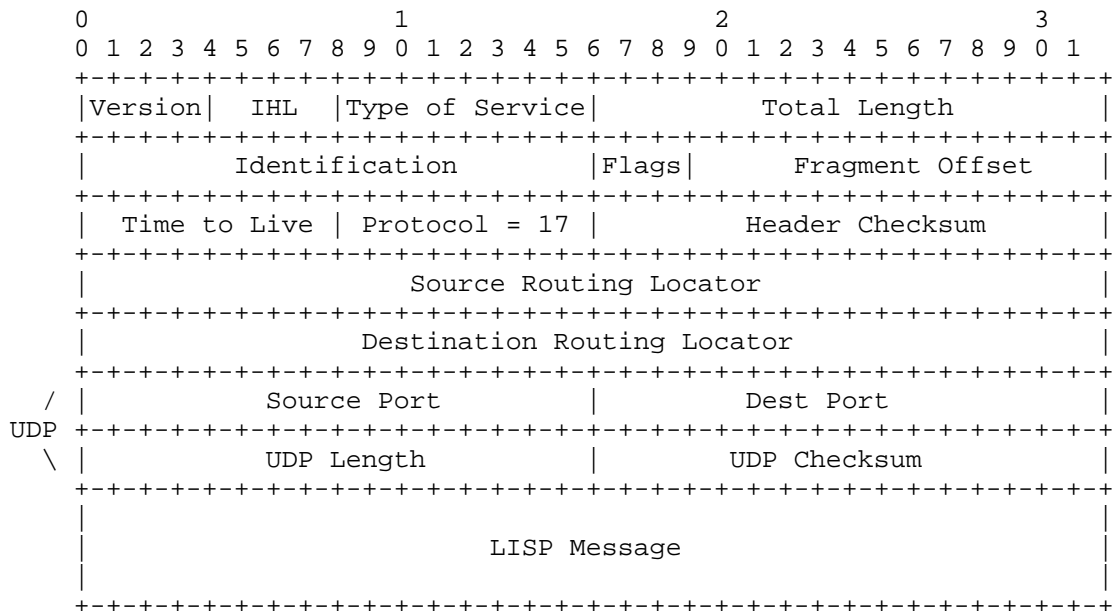 0                   1                   2                   3
0 1 2 3 4 5 6 7 8 9 0 1 2 3 4 5 6 7 8 9 0 1 2 3 4 5 6 7 8 9 0 1
+-+-+-+-+-+-+-+-+-+-+-+-+-+-+-+-+-+-+-+-+-+-+-+-+-+-+-+-+-+-+-+-+
|Version|  IHL  |Type of Service|          Total Length         |
+-+-+-+-+-+-+-+-+-+-+-+-+-+-+-+-+-+-+-+-+-+-+-+-+-+-+-+-+-+-+-+-+
|         Identification        |Flags|      Fragment Offset    |
+-+-+-+-+-+-+-+-+-+-+-+-+-+-+-+-+-+-+-+-+-+-+-+-+-+-+-+-+-+-+-+-+
|  Time to Live | Protocol = 17 |         Header Checksum       |
+-+-+-+-+-+-+-+-+-+-+-+-+-+-+-+-+-+-+-+-+-+-+-+-+-+-+-+-+-+-+-+-+
|                    Source Routing Locator                     |
+-+-+-+-+-+-+-+-+-+-+-+-+-+-+-+-+-+-+-+-+-+-+-+-+-+-+-+-+-+-+-+-+
|                 Destination Routing Locator                   |
+-+-+-+-+-+-+-+-+-+-+-+-+-+-+-+-+-+-+-+-+-+-+-+-+-+-+-+-+-+-+-+-+
/ |           Source Port         |         Dest Port             |
UDP +-+-+-+-+-+-+-+-+-+-+-+-+-+-+-+-+-+-+-+-+-+-+-+-+-+-+-+-+-+-+-+-+
\ |           UDP Length          |        UDP Checksum           |
+-+-+-+-+-+-+-+-+-+-+-+-+-+-+-+-+-+-+-+-+-+-+-+-+-+-+-+-+-+-+-+-+
|                                                               |
|                         LISP Message                          |
|                                                               |
+-+-+-+-+-+-+-+-+-+-+-+-+-+-+-+-+-+-+-+-+-+-+-+-+-+-+-+-+-+-+-+-+